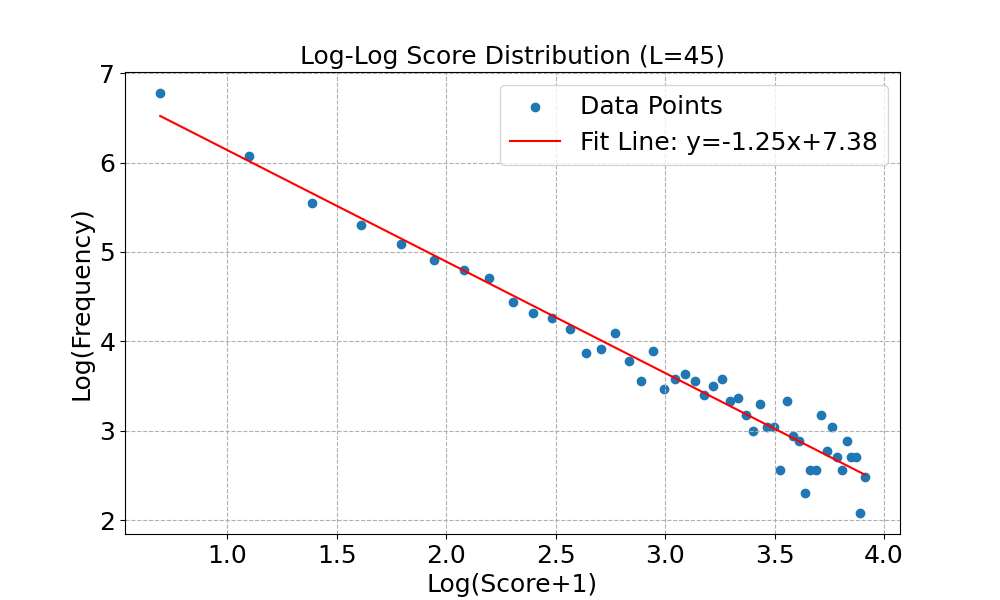 Log-Log Score Distribution (L=45)
Data Points
Fit Line: y=-1.25x+7.38
Log(Frequency)
7
6
5
4
3
2
1.0 1.5 2.0 2.5 3.0 3.5 4.0
Log(Score+1)